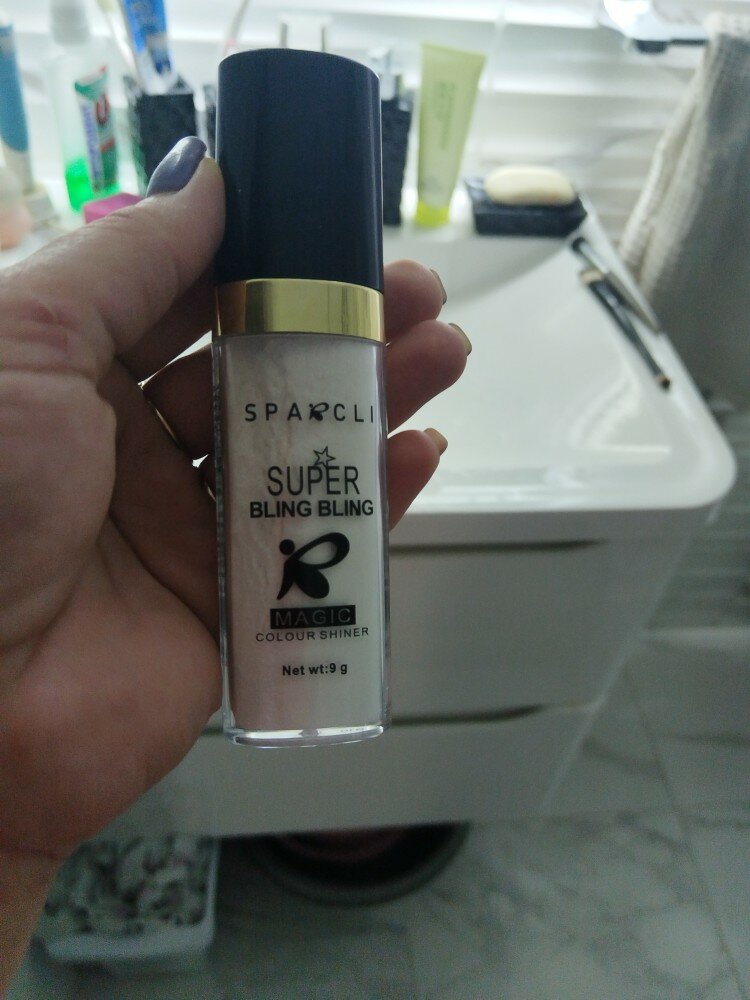 SPARCLI
SUPER
BLING BLING
MAGIC
COLOUR SHINER
Net wt:9 g